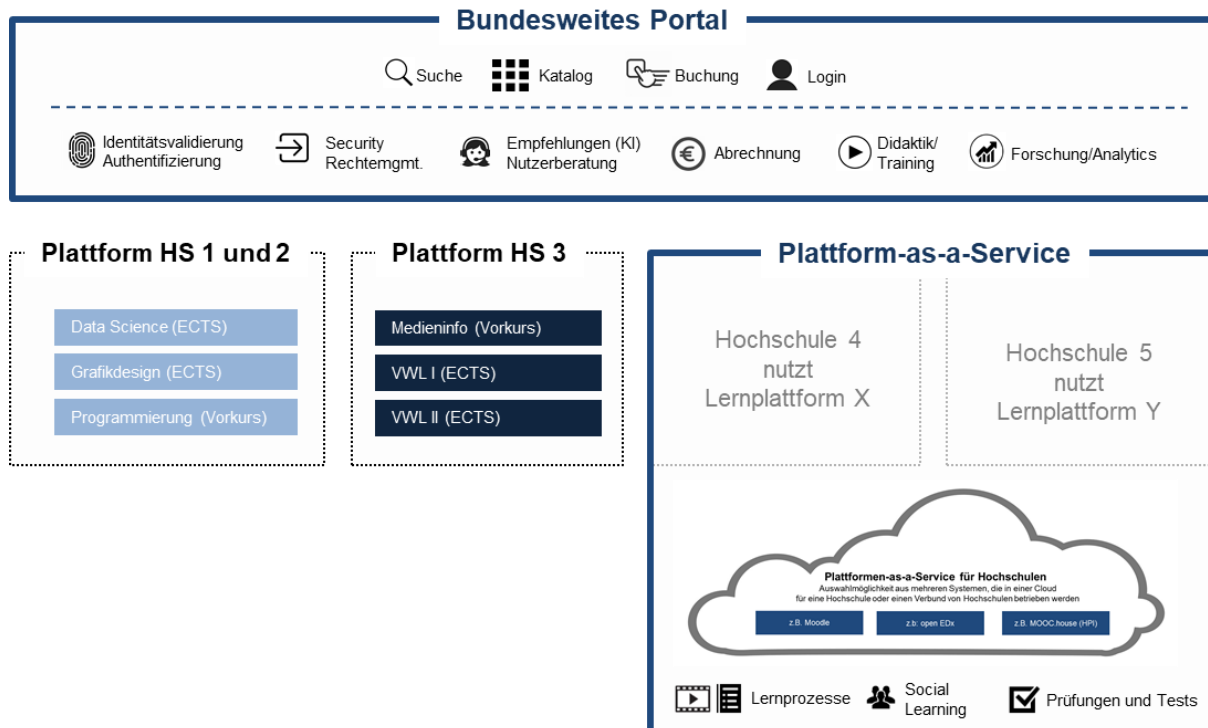 Bundesweites Portal
Suche
Katalog
Buchung
Login
Identitätsvalidierung
Authentifizierung
Security
Rechtemgmt.
Empfehlungen (KI)
Nutzerberatung
Abrechnung
Didaktik/
Training
Forschung/Analytics
Plattform HS 1 und 2
Data Science (ECTS)
Grafikdesign (ECTS)
Programmierung (Vorkurs)
Plattform HS 3
Medieninfo (Vorkurs)
VWL I (ECTS)
VWL II (ECTS)
Plattform-as-a-Service
Hochschule 4
nutzt
Lernplattform X
Hochschule 5
nutzt
Lernplattform Y
Plattformen-as-a-Service für Hochschulen
Auswahlmöglichkeit aus mehreren Systemen, die in einer Cloud
für eine Hochschule oder einen Verbund von Hochschulen betrieben werden
z.B. Moodle
z.b: open EDx
z.B. MOOC.house (HPI)
Lernprozesse
Social
Learning
Prüfungen und Tests